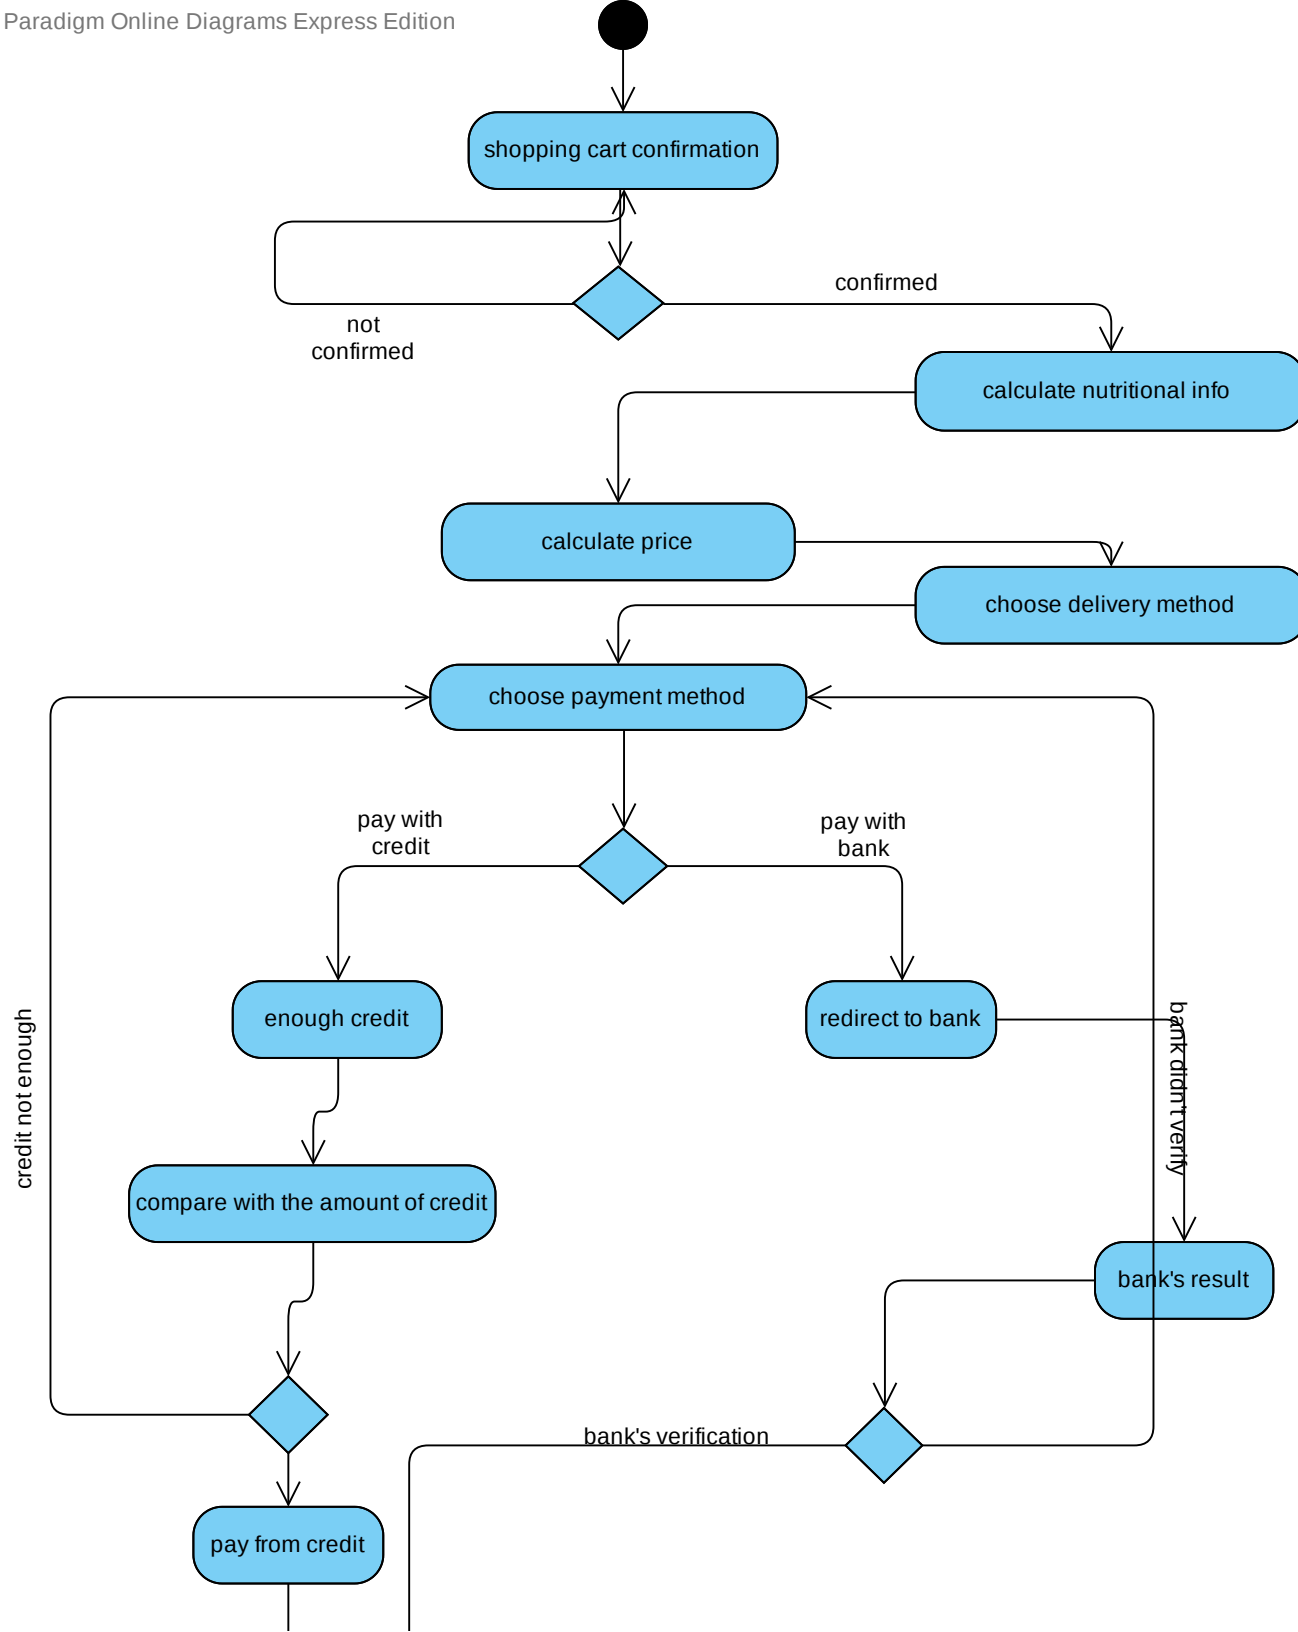 Paradigm Online Diagrams Express Edition
shopping cart confirmation
confirmed
not
confirmed
calculate nutritional info
calculate price
choose delivery method
choose payment method
pay with
credit
pay with
bank
enough credit
redirect to bank
credit not enough
bank didn't verify
compare with the amount of credit
bank's result
bank's verification
pay from credit